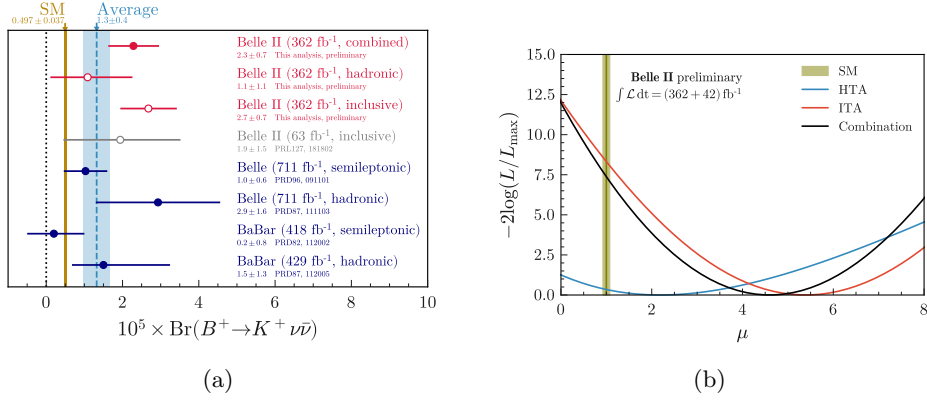 SM
0.497±0.037
Average
1.3±0.4
Belle II (362 fb⁻¹, combined)
2.3±0.7 This analysis, preliminary
Belle II (362 fb⁻¹, hadronic)
1.1±1.1 This analysis, preliminary
Belle II (362 fb⁻¹, inclusive)
2.7±0.7 This analysis, preliminary
Belle II (63 fb⁻¹, inclusive)
1.9±1.5 PRL127, 181802
Belle (711 fb⁻¹, semileptonic)
1.0±0.6 PRD96, 091101
Belle (711 fb⁻¹, hadronic)
2.9±1.6 PRD87, 111103
BaBar (418 fb⁻¹, semileptonic)
0.2±0.8 PRD82, 112002
BaBar (429 fb⁻¹, hadronic)
1.5±1.3 PRD87, 112005
0 2 4 6 8 10
10⁵ × Br(B⁺→K⁺νν̄)
(a)
15.0
12.5
10.0
7.5
5.0
2.5
0.0
−2log(L/Lₘₐₓ)
Belle II preliminary
∫ℒ dt = (362 + 42) fb⁻¹
SM
HTA
ITA
Combination
0 2 4 6 8
μ
(b)